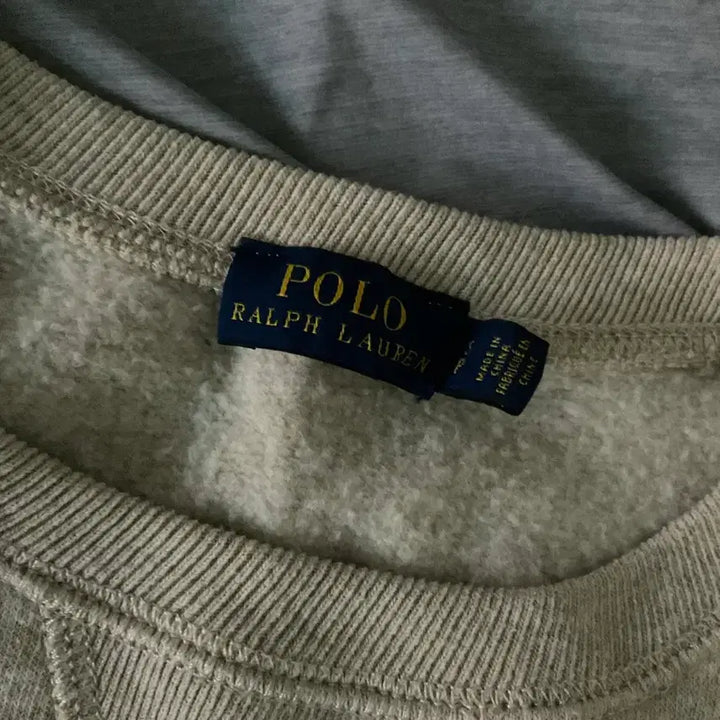 POLO
RALPH LAUREN
MADE IN
CHINA
FABRIQUÉ EN
CHINE